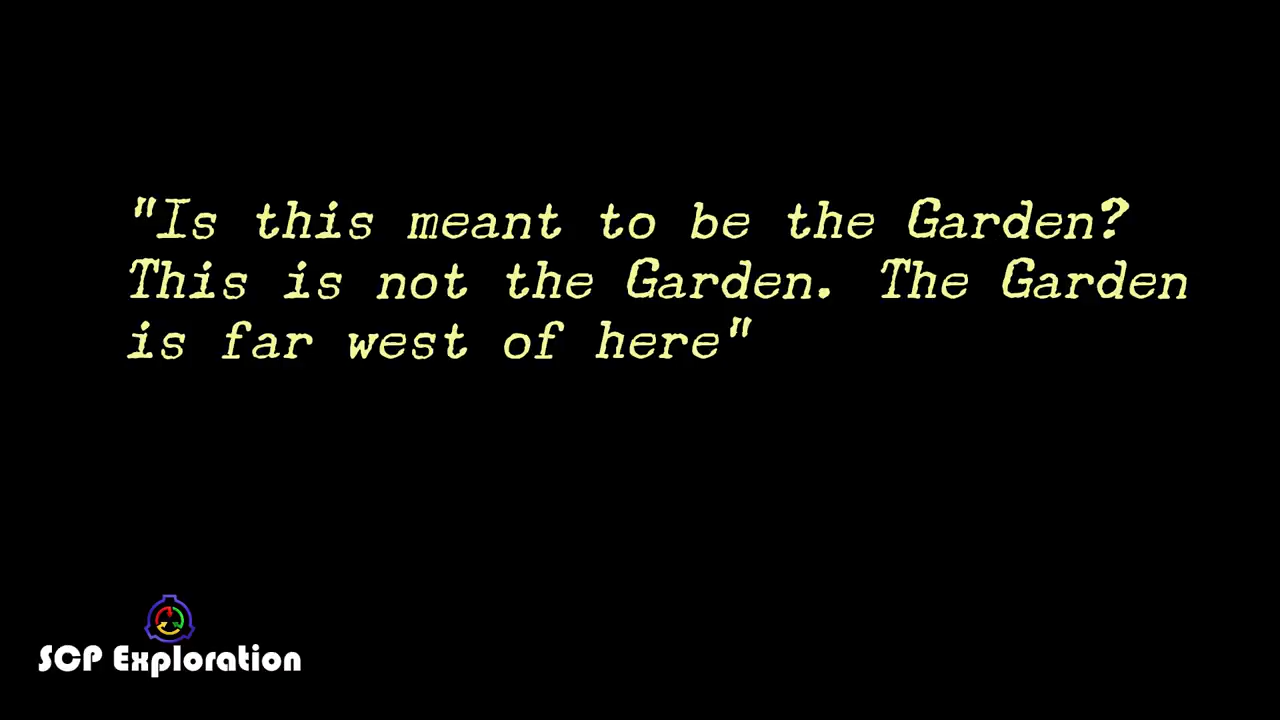 "Is this meant to be the Garden?
This is not the Garden. The Garden
is far west of here"
SCP Exploration